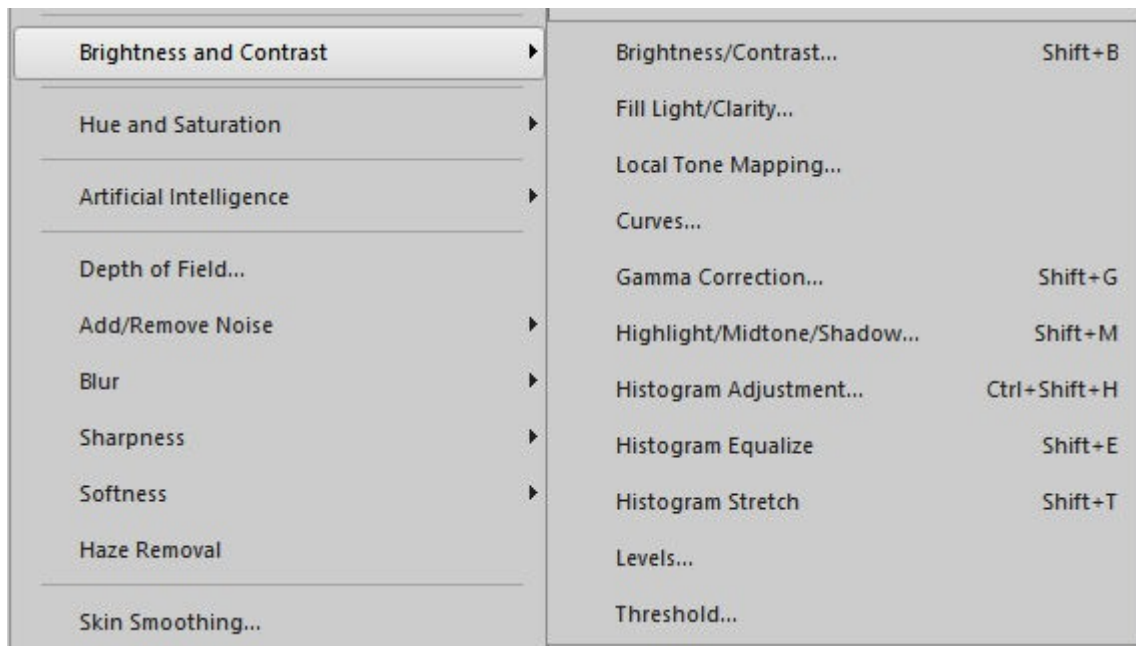 Brightness and Contrast
Hue and Saturation
Artificial Intelligence
Depth of Field...
Add/Remove Noise
Blur
Sharpness
Softness
Haze Removal
Skin Smoothing...
Brightness/Contrast... Shift+B
Fill Light/Clarity...
Local Tone Mapping...
Curves...
Gamma Correction... Shift+G
Highlight/Midtone/Shadow... Shift+M
Histogram Adjustment... Ctrl+Shift+H
Histogram Equalize Shift+E
Histogram Stretch Shift+T
Levels...
Threshold...